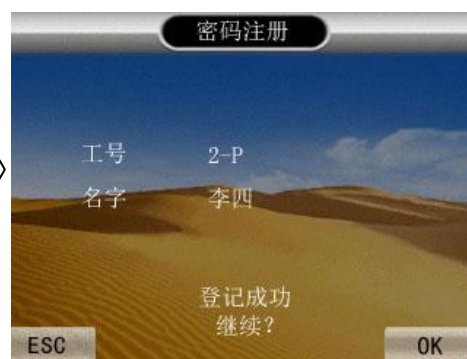 密码注册
工号 2-P
名字 李四
登记成功
继续?
ESC OK